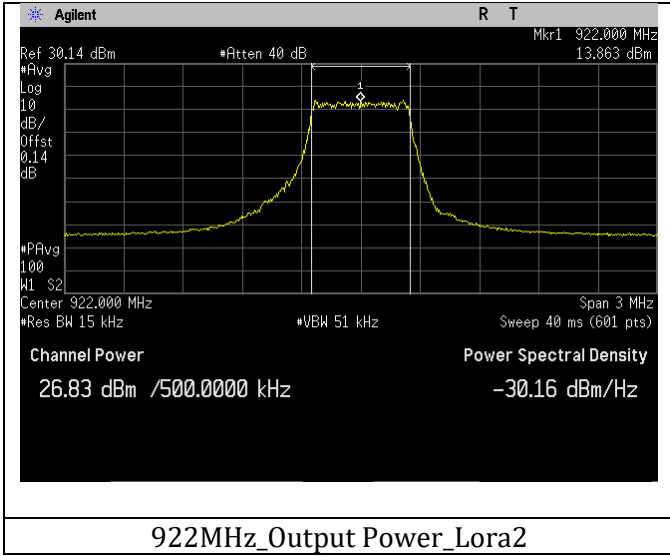 Agilent R T
Mkr1 922.000 MHz
Ref 30.14 dBm #Atten 40 dB 13.863 dBm
#Avg
Log
10
dB/
Offst
0.14
dB
1
#PAvg
100
W1 S2
Center 922.000 MHz Span 3 MHz
#Res BW 15 kHz #VBW 51 kHz Sweep 40 ms (601 pts)
Channel Power Power Spectral Density
26.83 dBm /500.0000 kHz -30.16 dBm/Hz
922MHz_Output Power_Lora2